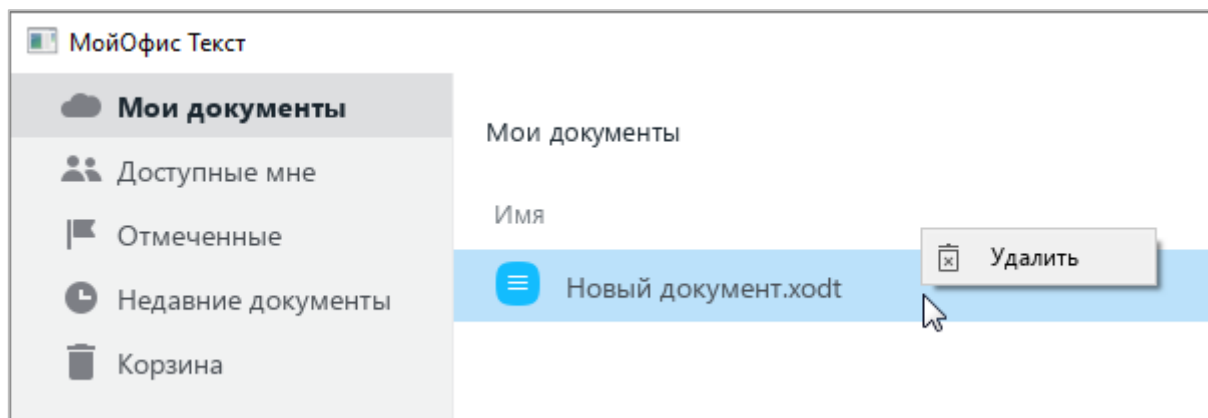 МойОфис Текст
Мои документы
Доступные мне
Отмеченные
Недавние документы
Корзина
Мои документы
Имя
Новый документ.xodt
Удалить